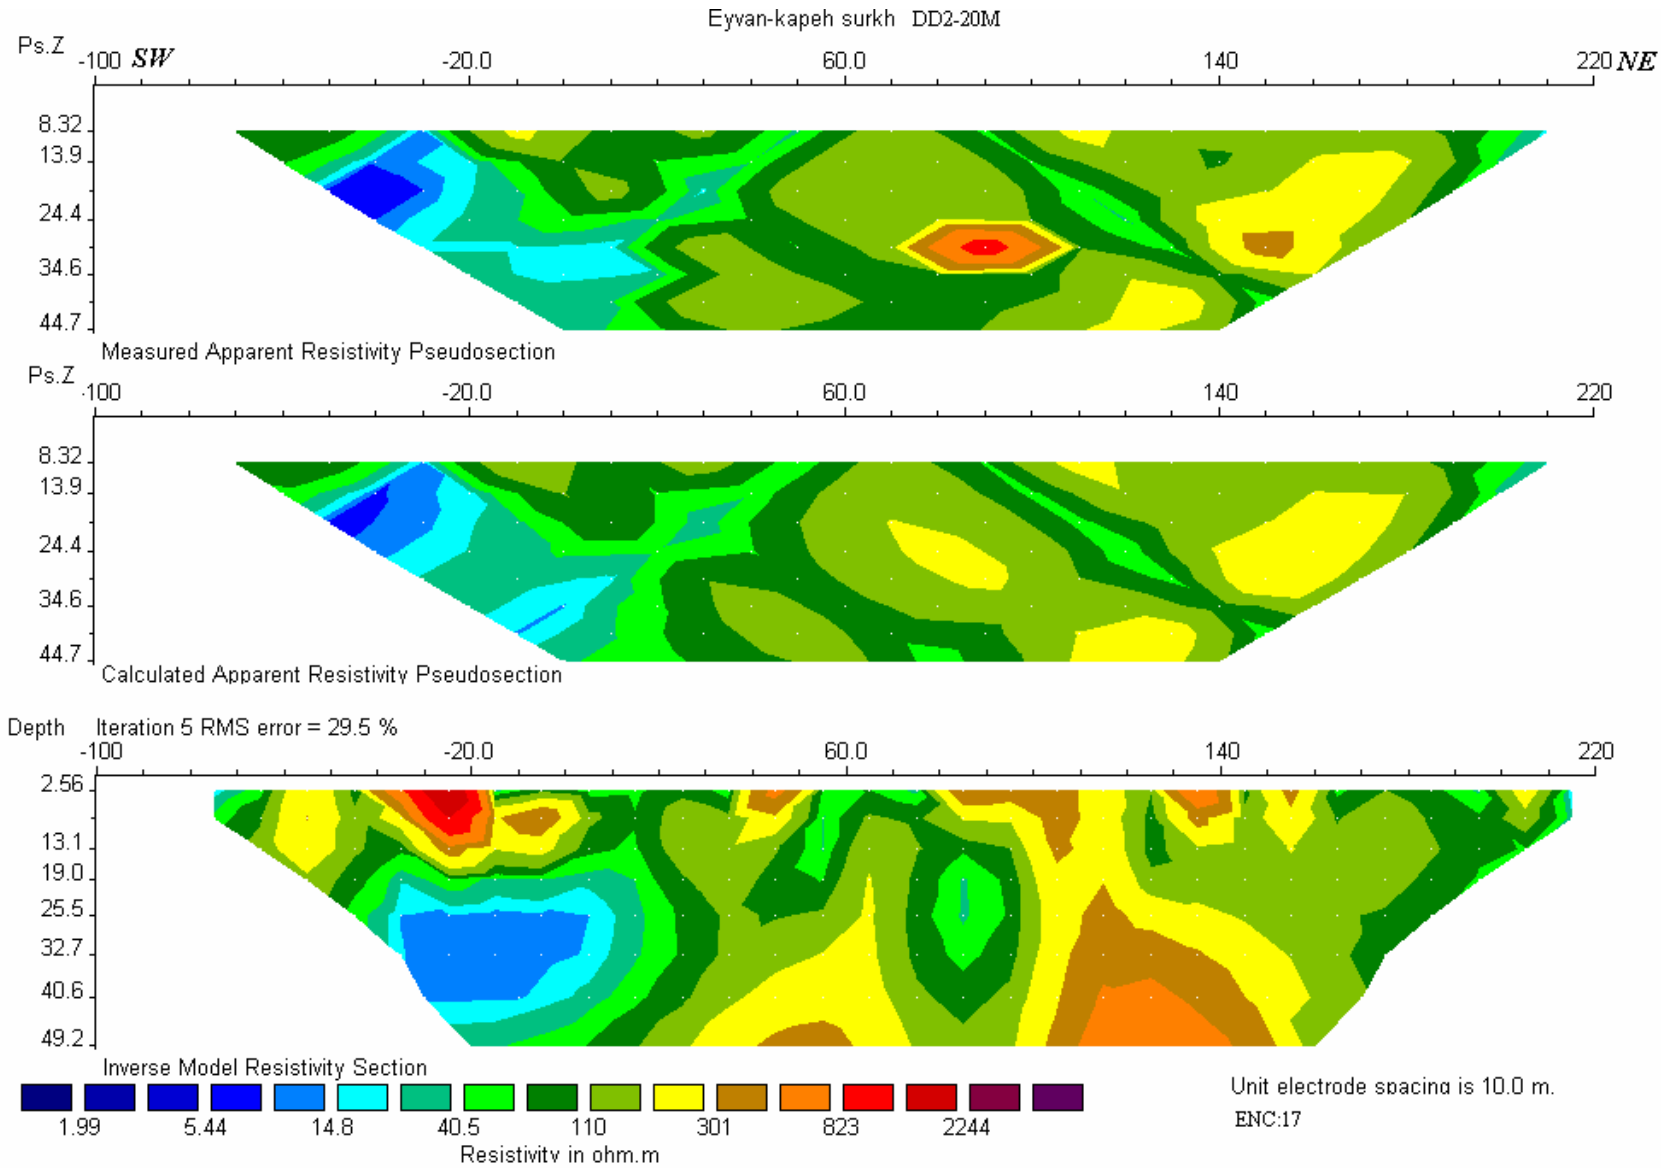 Eyvan-kapeh surkh DD2-20M
Ps.Z
-100 SW -20.0 60.0 140 220 NE
8.32
13.9
24.4
34.6
44.7
Measured Apparent Resistivity Pseudosection
Ps.Z
-100 -20.0 60.0 140 220
8.32
13.9
24.4
34.6
44.7
Calculated Apparent Resistivity Pseudosection
Depth Iteration 5 RMS error = 29.5 %
-100 -20.0 60.0 140 220
2.56
13.1
19.0
25.5
32.7
40.6
49.2
Inverse Model Resistivity Section
1.99 5.44 14.8 40.5 110 301 823 2244
Resistivity in ohm.m
Unit electrode spacing is 10.0 m.
ENC:17